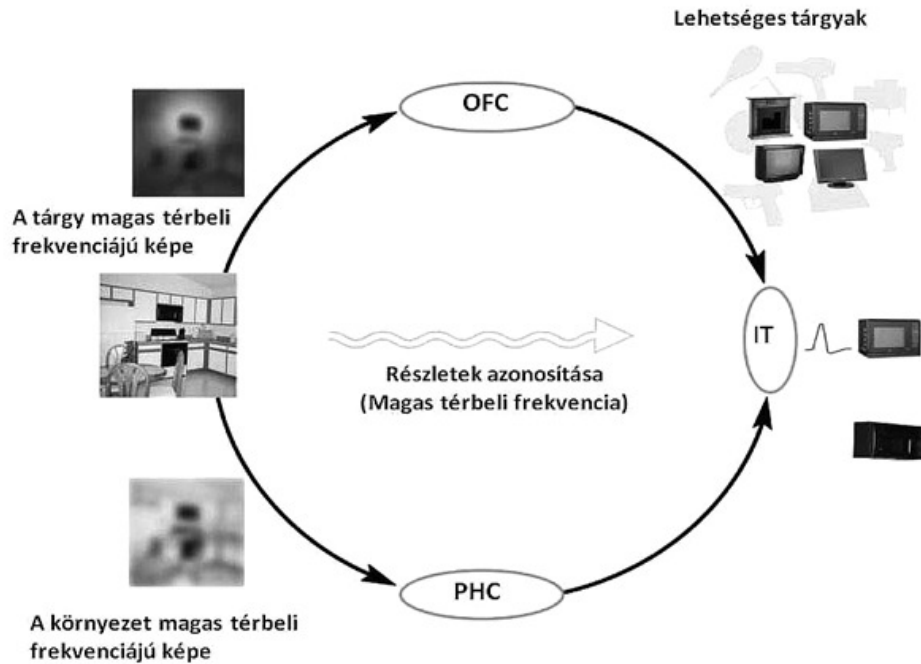 Lehetséges tárgyak
OFC
A tárgy magas térbeli
frekvenciájú képe
IT
Részletek azonosítása
(Magas térbeli frekvencia)
PHC
A környezet magas térbeli
frekvenciájú képe